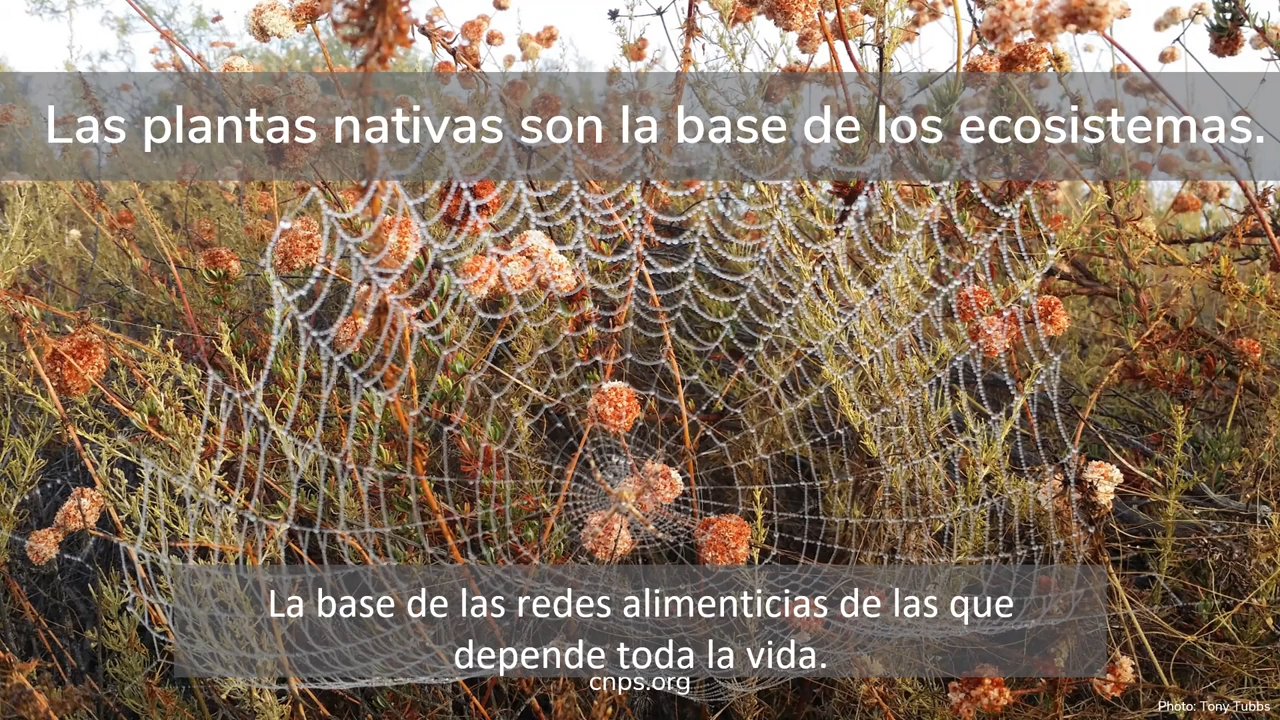 Las plantas nativas son la base de los ecosistemas.
La base de las redes alimenticias de las que
depende toda la vida.
cnps.org
Photo: Tony Tubbs